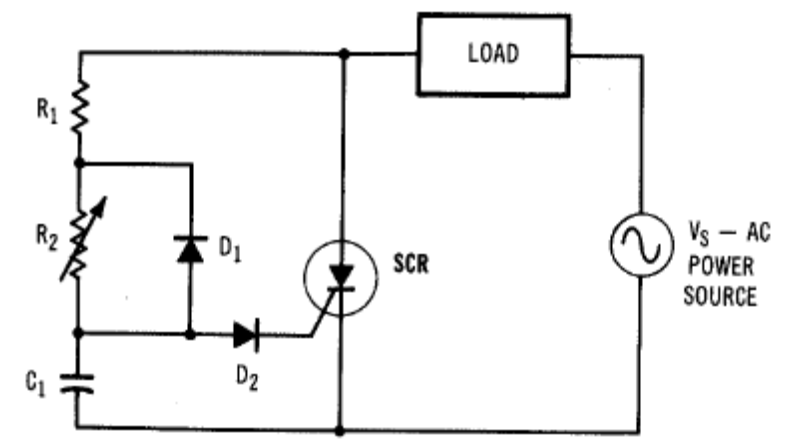 LOAD
R1
R2
D1
SCR
VS — AC
POWER
SOURCE
D2
C1